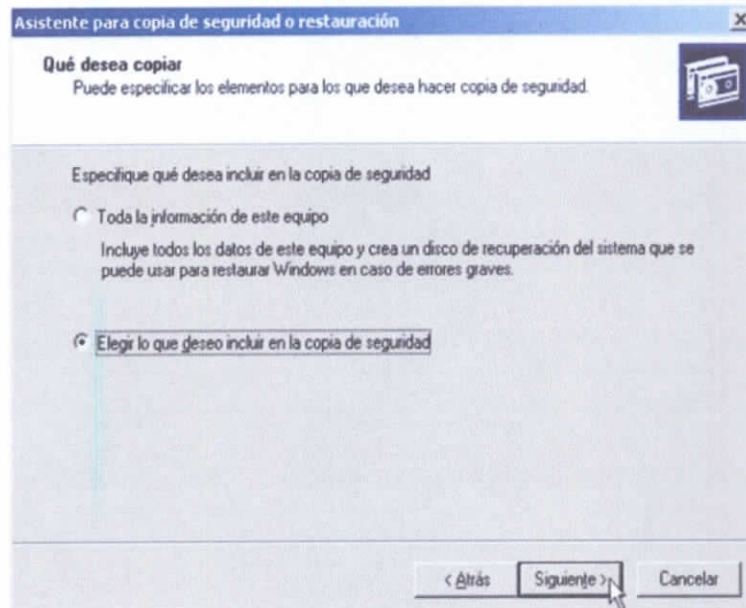 Asistente para copia de seguridad o restauración
Qué desea copiar
Puede especificar los elementos para los que desea hacer copia de seguridad.
Especifique qué desea incluir en la copia de seguridad
Toda la información de este equipo
Incluye todos los datos de este equipo y crea un disco de recuperación del sistema que se
puede usar para restaurar Windows en caso de errores graves.
Elegir lo que deseo incluir en la copia de seguridad
< Atrás Siguiente > Cancelar